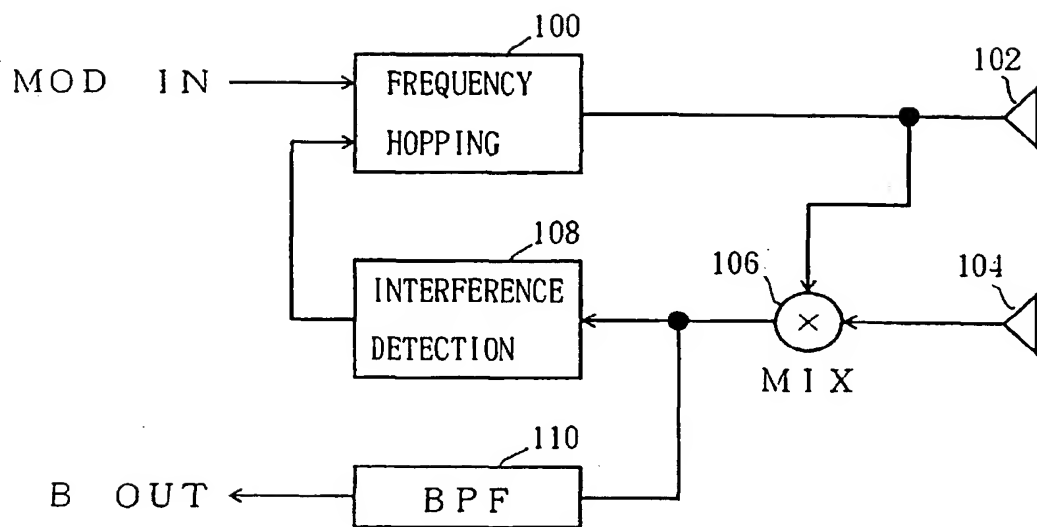 100
MOD IN
FREQUENCY
HOPPING
102
108
INTERFERENCE
DETECTION
106
×
MIX
104
110
B OUT
BPF